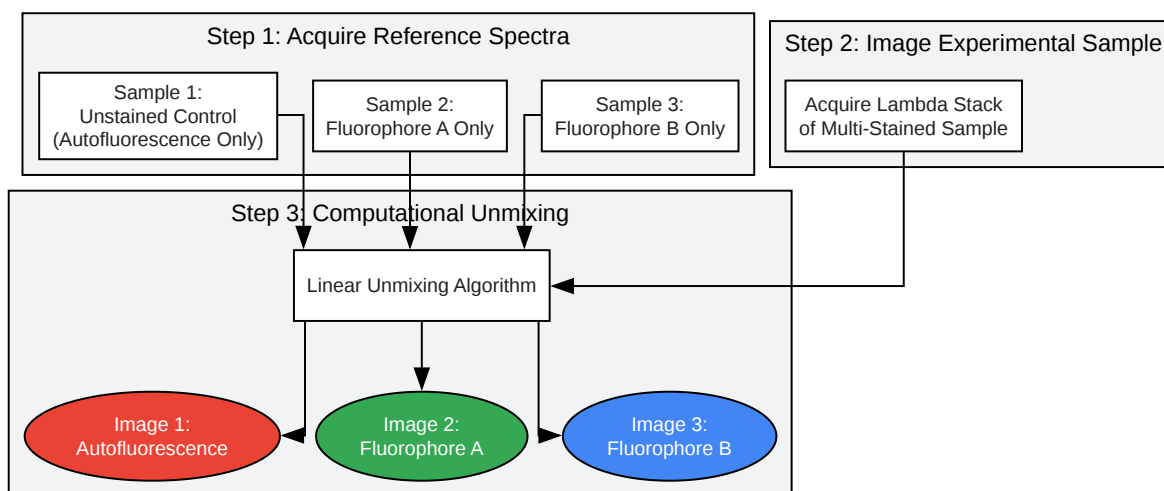 Step 1: Acquire Reference Spectra
Sample 1:
Unstained Control
(Autofluorescence Only)
Sample 2:
Fluorophore A Only
Sample 3:
Fluorophore B Only
Step 2: Image Experimental Sample
Acquire Lambda Stack
of Multi-Stained Sample
Step 3: Computational Unmixing
Linear Unmixing Algorithm
Image 1:
Autofluorescence
Image 2:
Fluorophore A
Image 3:
Fluorophore B